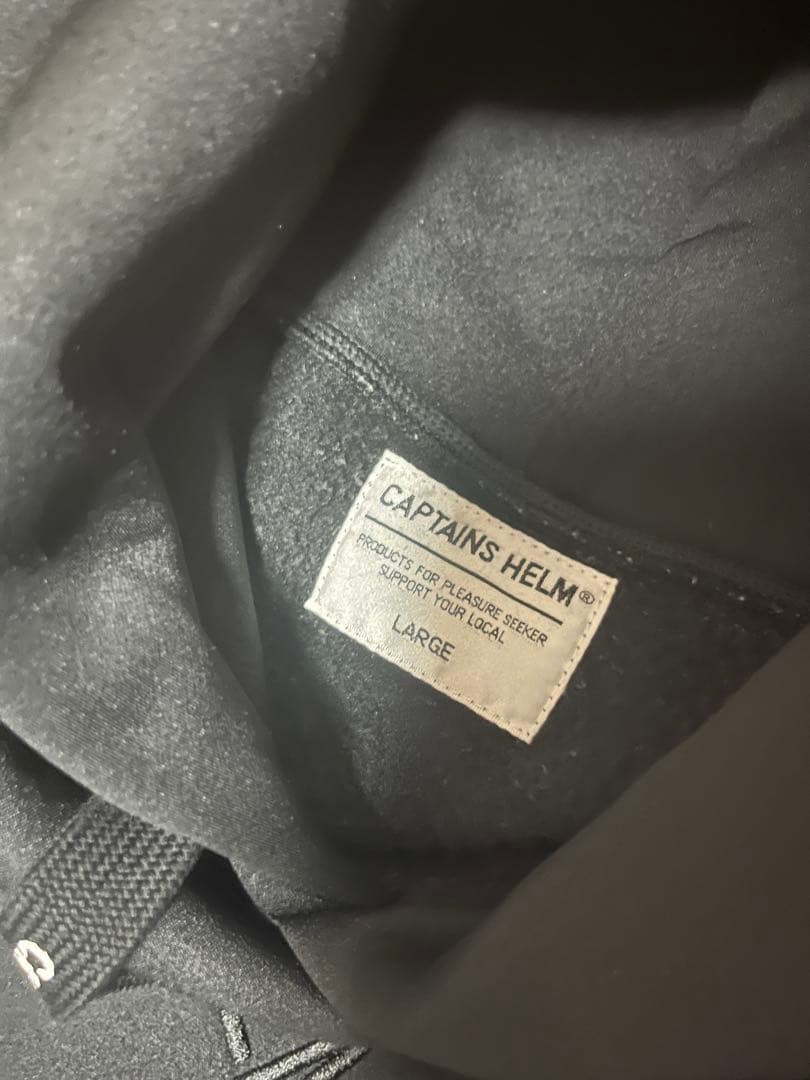 CAPTAINS HELM®
PRODUCTS FOR PLEASURE SEEKER
SUPPORT YOUR LOCAL
LARGE